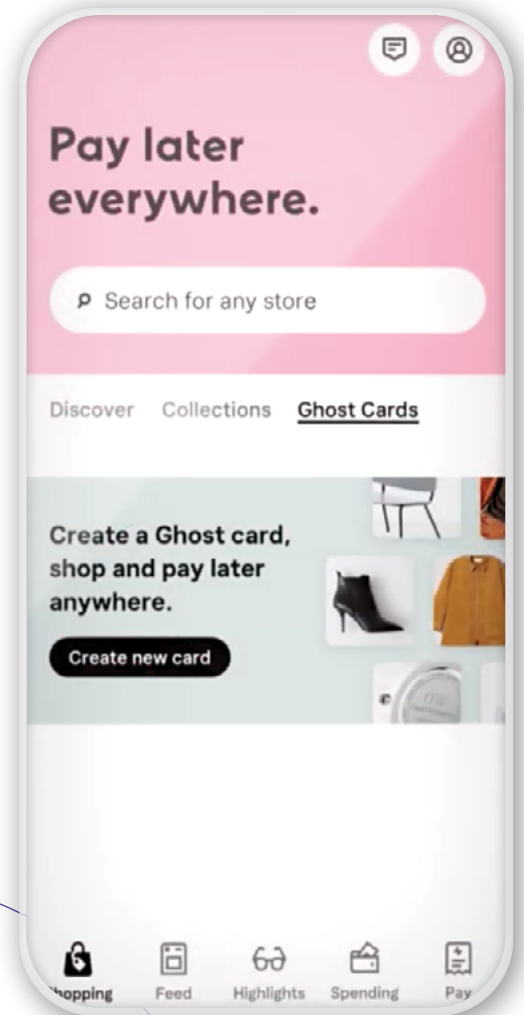 Pay later
everywhere.
Search for any store
Discover Collections Ghost Cards
Create a Ghost card,
shop and pay later
anywhere.
Create new card
Shopping Feed Highlights Spending Pay